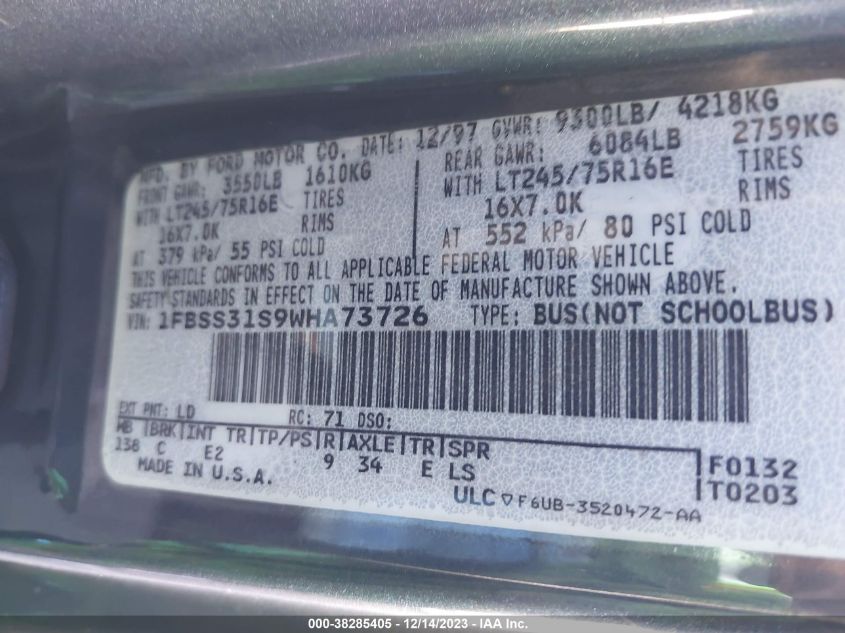 MFD. BY FORD MOTOR CO. DATE: 12/97 GVWR: 9300LB/ 4218KG
FRONT GAWR: 3550LB 1610KG
WITH LT245/75R16E TIRES
16X7.0K RIMS
AT 379 kPa/ 55 PSI COLD
REAR GAWR: 6084LB 2759KG
WITH LT245/75R16E TIRES
16X7.0K RIMS
AT 552 kPa/ 80 PSI COLD
THIS VEHICLE CONFORMS TO ALL APPLICABLE FEDERAL MOTOR VEHICLE
SAFETY STANDARDS IN EFFECT ON THE DATE OF MANUFACTURE SHOWN ABOVE.
VIN: 1FBSS31S9WHA73726 TYPE: BUS(NOT SCHOOLBUS)
EXT PNT: LD RC: 71 DSO:
WB BRK INT TR TP/PS R AXLE TR SPR
138 C E2 9 34 E LS
F0132
T0203
MADE IN U.S.A.
ULC F6UB-3520472-AA
000-38285405 - 12/14/2023 - IAA Inc.